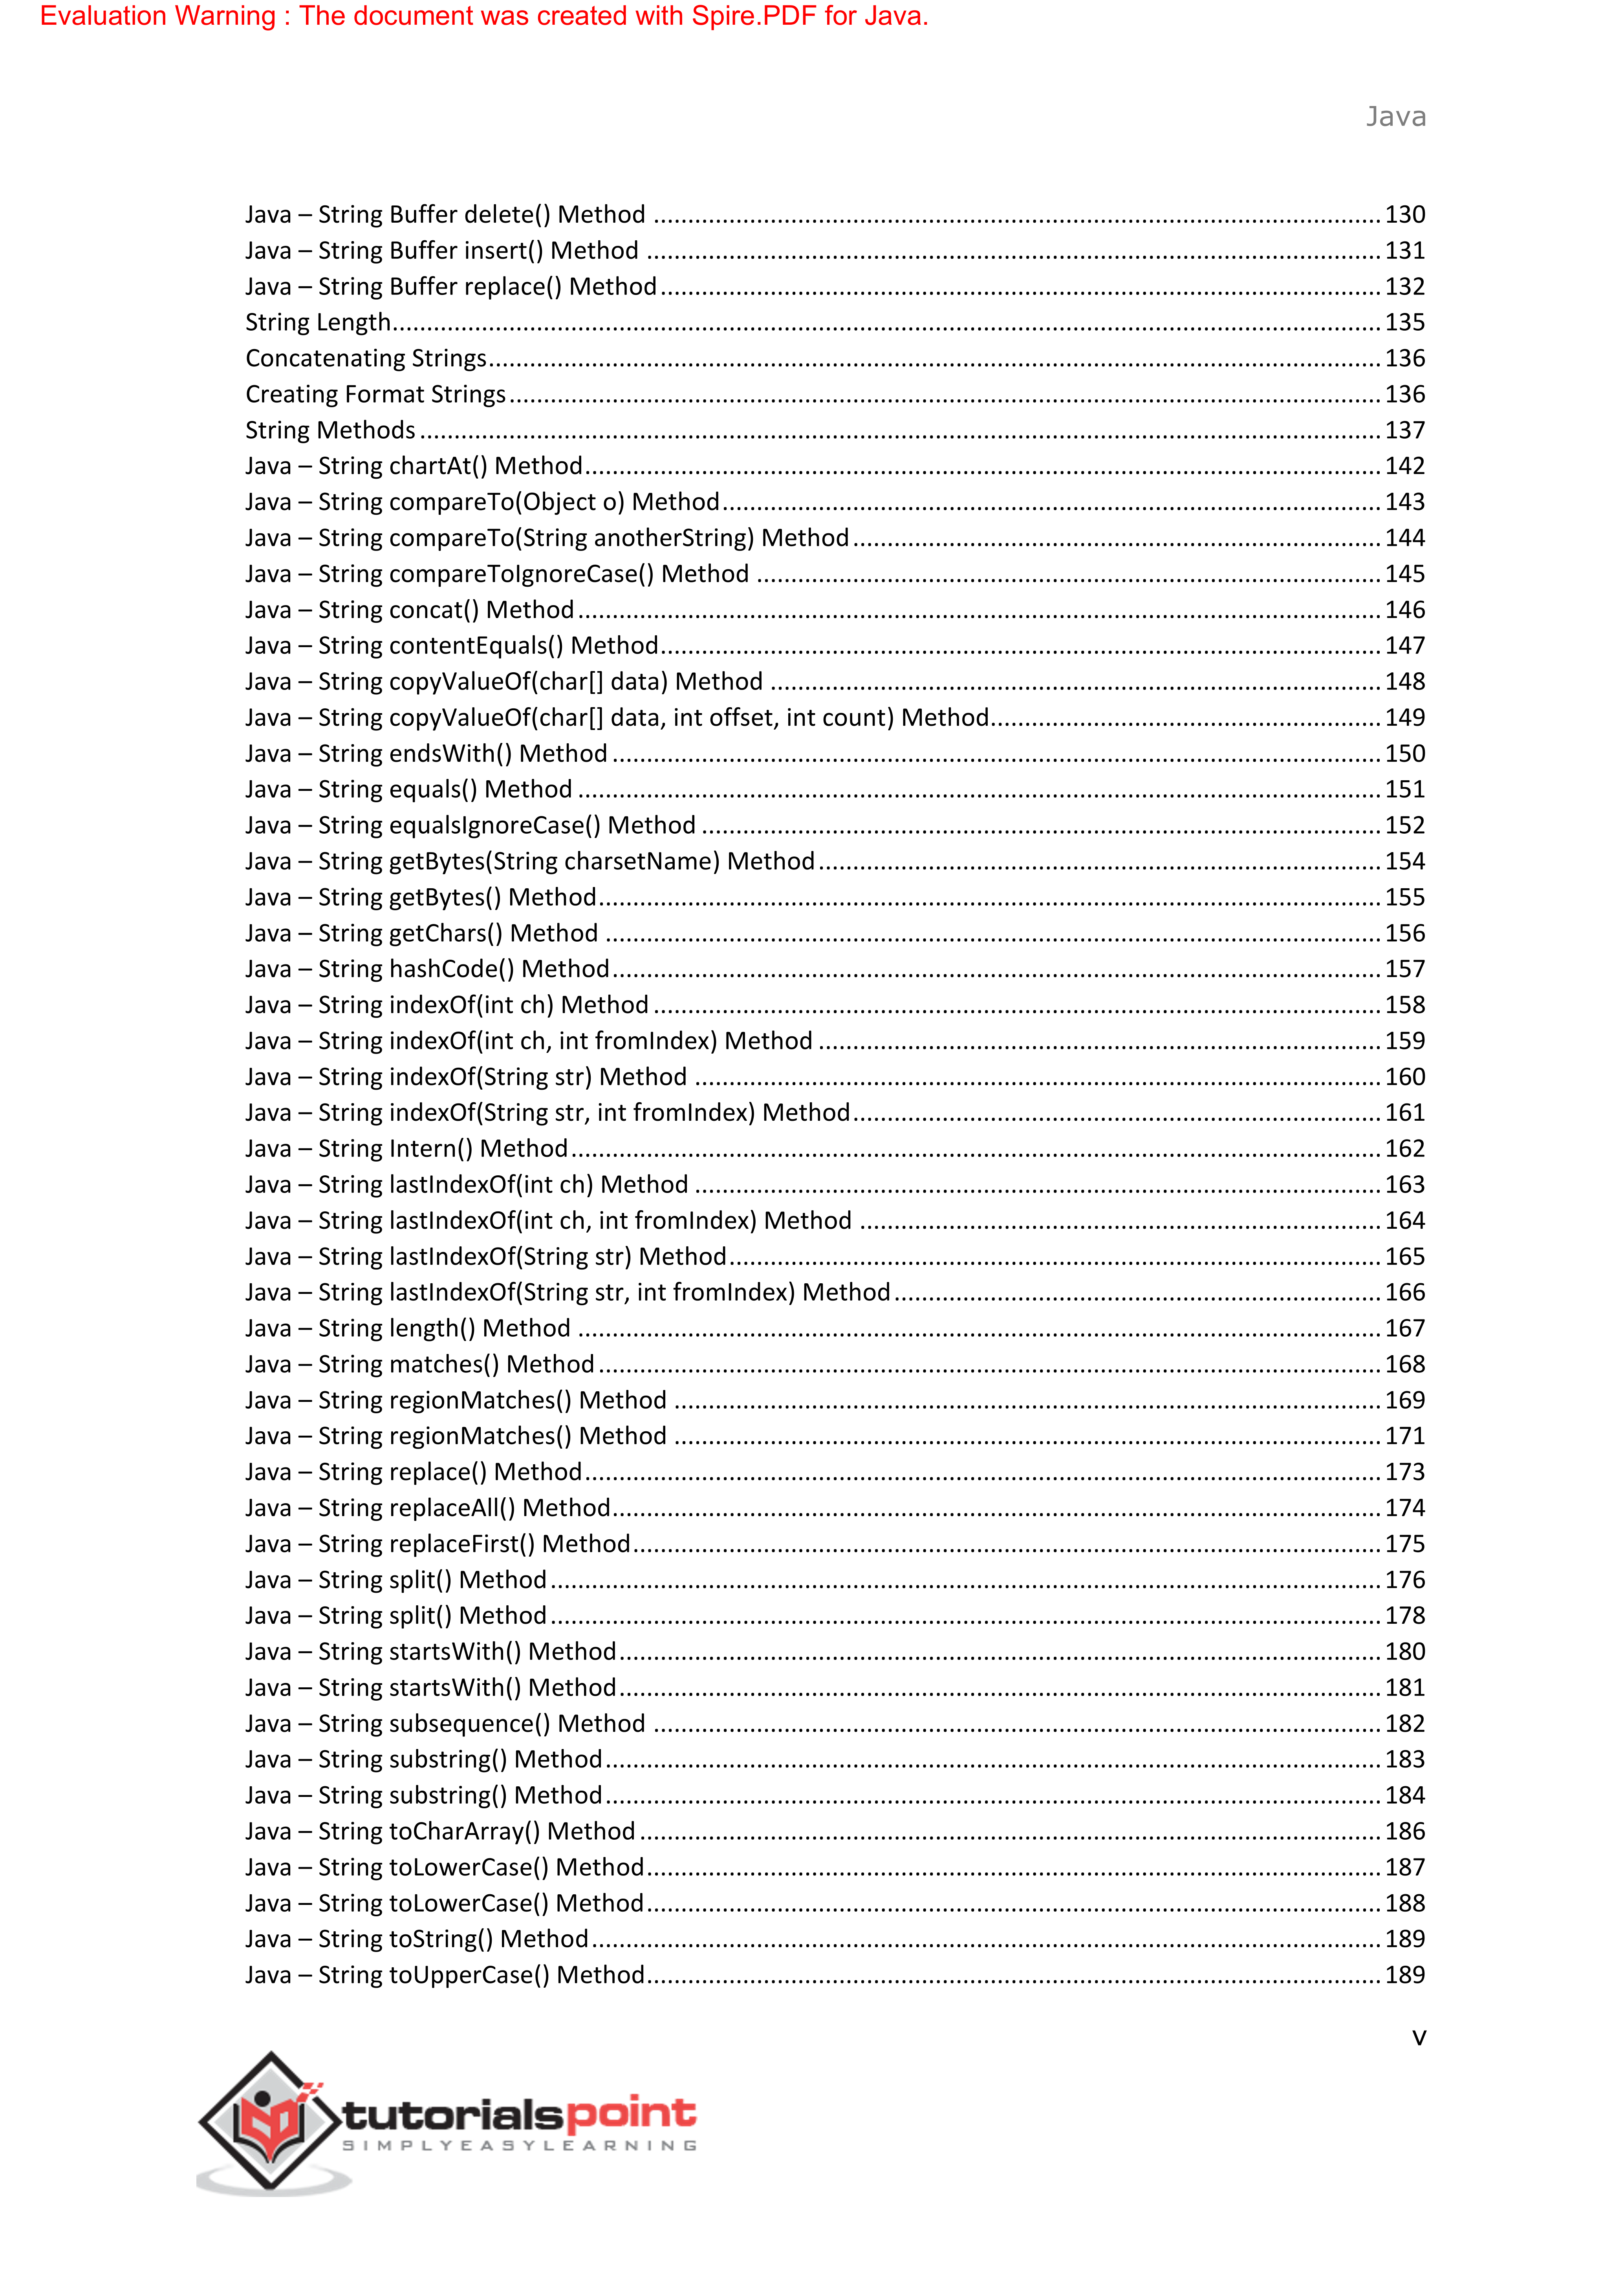 Evaluation Warning : The document was created with Spire.PDF for Java.
Java
Java – String Buffer delete() Method ........ 130
Java – String Buffer insert() Method ........ 131
Java – String Buffer replace() Method ........ 132
String Length ........ 135
Concatenating Strings ........ 136
Creating Format Strings ........ 136
String Methods ........ 137
Java – String chartAt() Method ........ 142
Java – String compareTo(Object o) Method ........ 143
Java – String compareTo(String anotherString) Method ........ 144
Java – String compareToIgnoreCase() Method ........ 145
Java – String concat() Method ........ 146
Java – String contentEquals() Method ........ 147
Java – String copyValueOf(char[] data) Method ........ 148
Java – String copyValueOf(char[] data, int offset, int count) Method ........ 149
Java – String endsWith() Method ........ 150
Java – String equals() Method ........ 151
Java – String equalsIgnoreCase() Method ........ 152
Java – String getBytes(String charsetName) Method ........ 154
Java – String getBytes() Method ........ 155
Java – String getChars() Method ........ 156
Java – String hashCode() Method ........ 157
Java – String indexOf(int ch) Method ........ 158
Java – String indexOf(int ch, int fromIndex) Method ........ 159
Java – String indexOf(String str) Method ........ 160
Java – String indexOf(String str, int fromIndex) Method ........ 161
Java – String Intern() Method ........ 162
Java – String lastIndexOf(int ch) Method ........ 163
Java – String lastIndexOf(int ch, int fromIndex) Method ........ 164
Java – String lastIndexOf(String str) Method ........ 165
Java – String lastIndexOf(String str, int fromIndex) Method ........ 166
Java – String length() Method ........ 167
Java – String matches() Method ........ 168
Java – String regionMatches() Method ........ 169
Java – String regionMatches() Method ........ 171
Java – String replace() Method ........ 173
Java – String replaceAll() Method ........ 174
Java – String replaceFirst() Method ........ 175
Java – String split() Method ........ 176
Java – String split() Method ........ 178
Java – String startsWith() Method ........ 180
Java – String startsWith() Method ........ 181
Java – String subsequence() Method ........ 182
Java – String substring() Method ........ 183
Java – String substring() Method ........ 184
Java – String toCharArray() Method ........ 186
Java – String toLowerCase() Method ........ 187
Java – String toLowerCase() Method ........ 188
Java – String toString() Method ........ 189
Java – String toUpperCase() Method ........ 189
v
tutorialspoint
SIMPLYEASYLEARNING